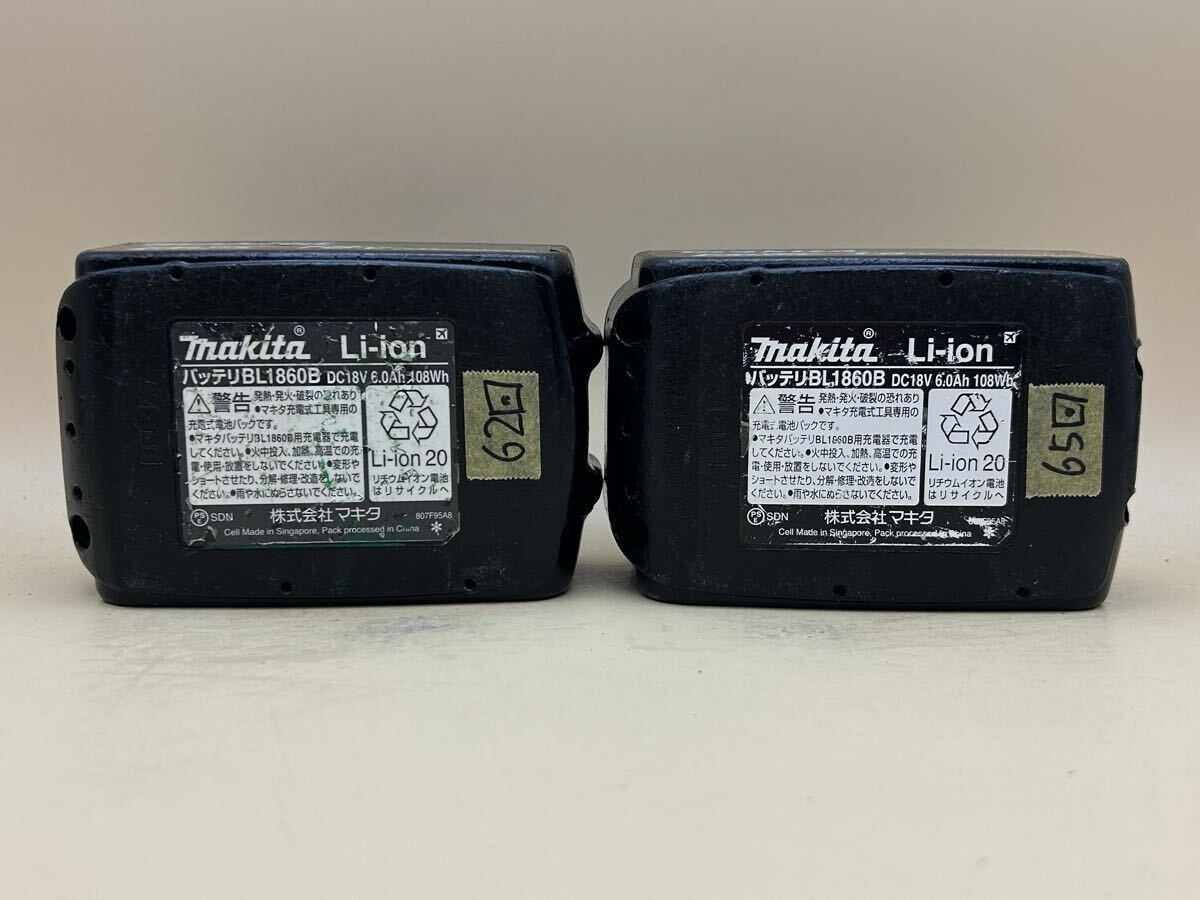 makita® Li-ion
バッテリBL1860B DC18V 6.0Ah 108Wh
警告 発熱・発火・破裂の恐れあり
●マキタ充電式工具専用の
充電式電池パックです。
●マキタバッテリBL1860B用充電器で充電
してください。●火中投入、加熱、高温での充
電・使用・放置をしないでください。●変形や
ショートさせたり、分解・修理・改造をしないで
ください。●雨や水にぬらさないでください。
Li-ion 20
リチウムイオン電池
はリサイクルへ
PS
E SDN 株式会社マキタ 807F95A8
Cell Made in Singapore, Pack processed in China
62
makita® Li-ion
バッテリBL1860B DC18V 6.0Ah 108Wh
警告 発熱・発火・破裂の恐れあり
●マキタ充電式工具専用の
充電式電池パックです。
●マキタバッテリBL1860B用充電器で充電
してください。●火中投入、加熱、高温での充
電・使用・放置をしないでください。●変形や
ショートさせたり、分解・修理・改造をしないで
ください。●雨や水にぬらさないでください。
Li-ion 20
リチウムイオン電池
はリサイクルへ
PS
E SDN 株式会社マキタ
Cell Made in Singapore, Pack processed in China
59